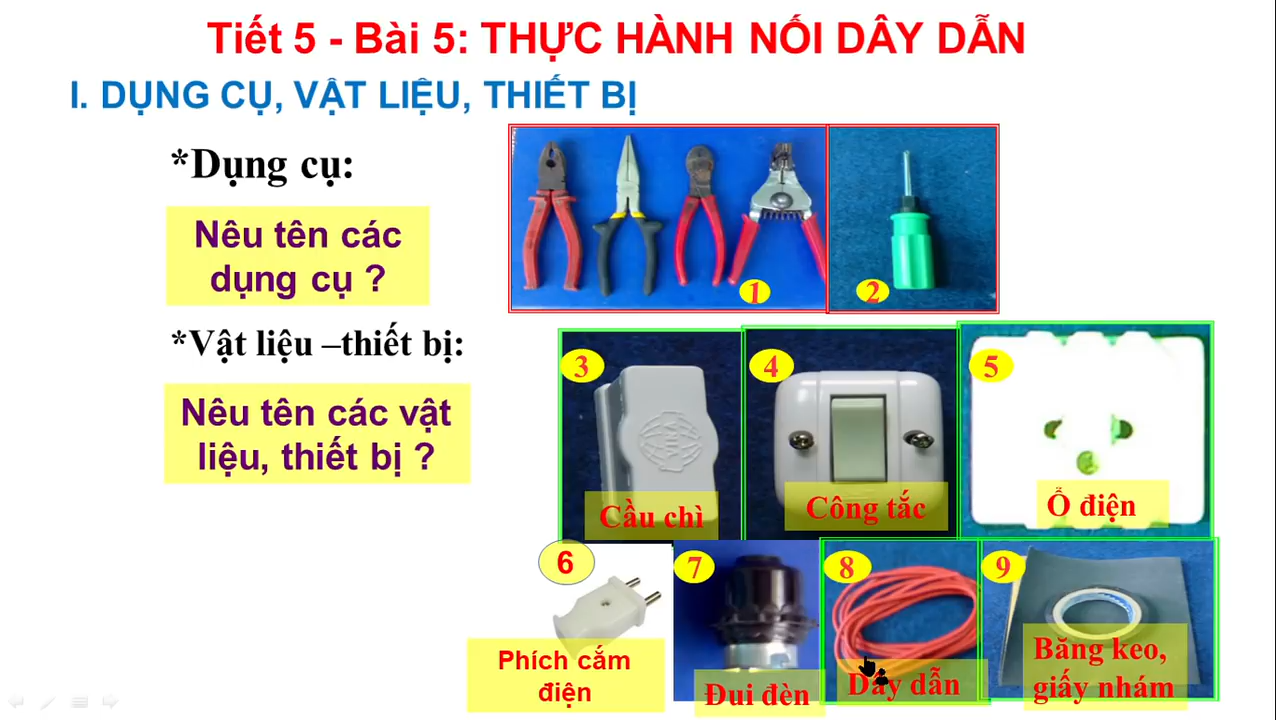 Tiết 5 - Bài 5: THỰC HÀNH NỐI DÂY DẪN
I. DỤNG CỤ, VẬT LIỆU, THIẾT BỊ
*Dụng cụ:
Nêu tên các
dụng cụ ?
1
2
*Vật liệu –thiết bị:
Nêu tên các vật
liệu, thiết bị ?
3
Cầu chì
4
Công tắc
5
Ổ điện
6
Phích cắm
điện
7
Đui đèn
8
Dây dẫn
9
Băng keo,
giấy nhám